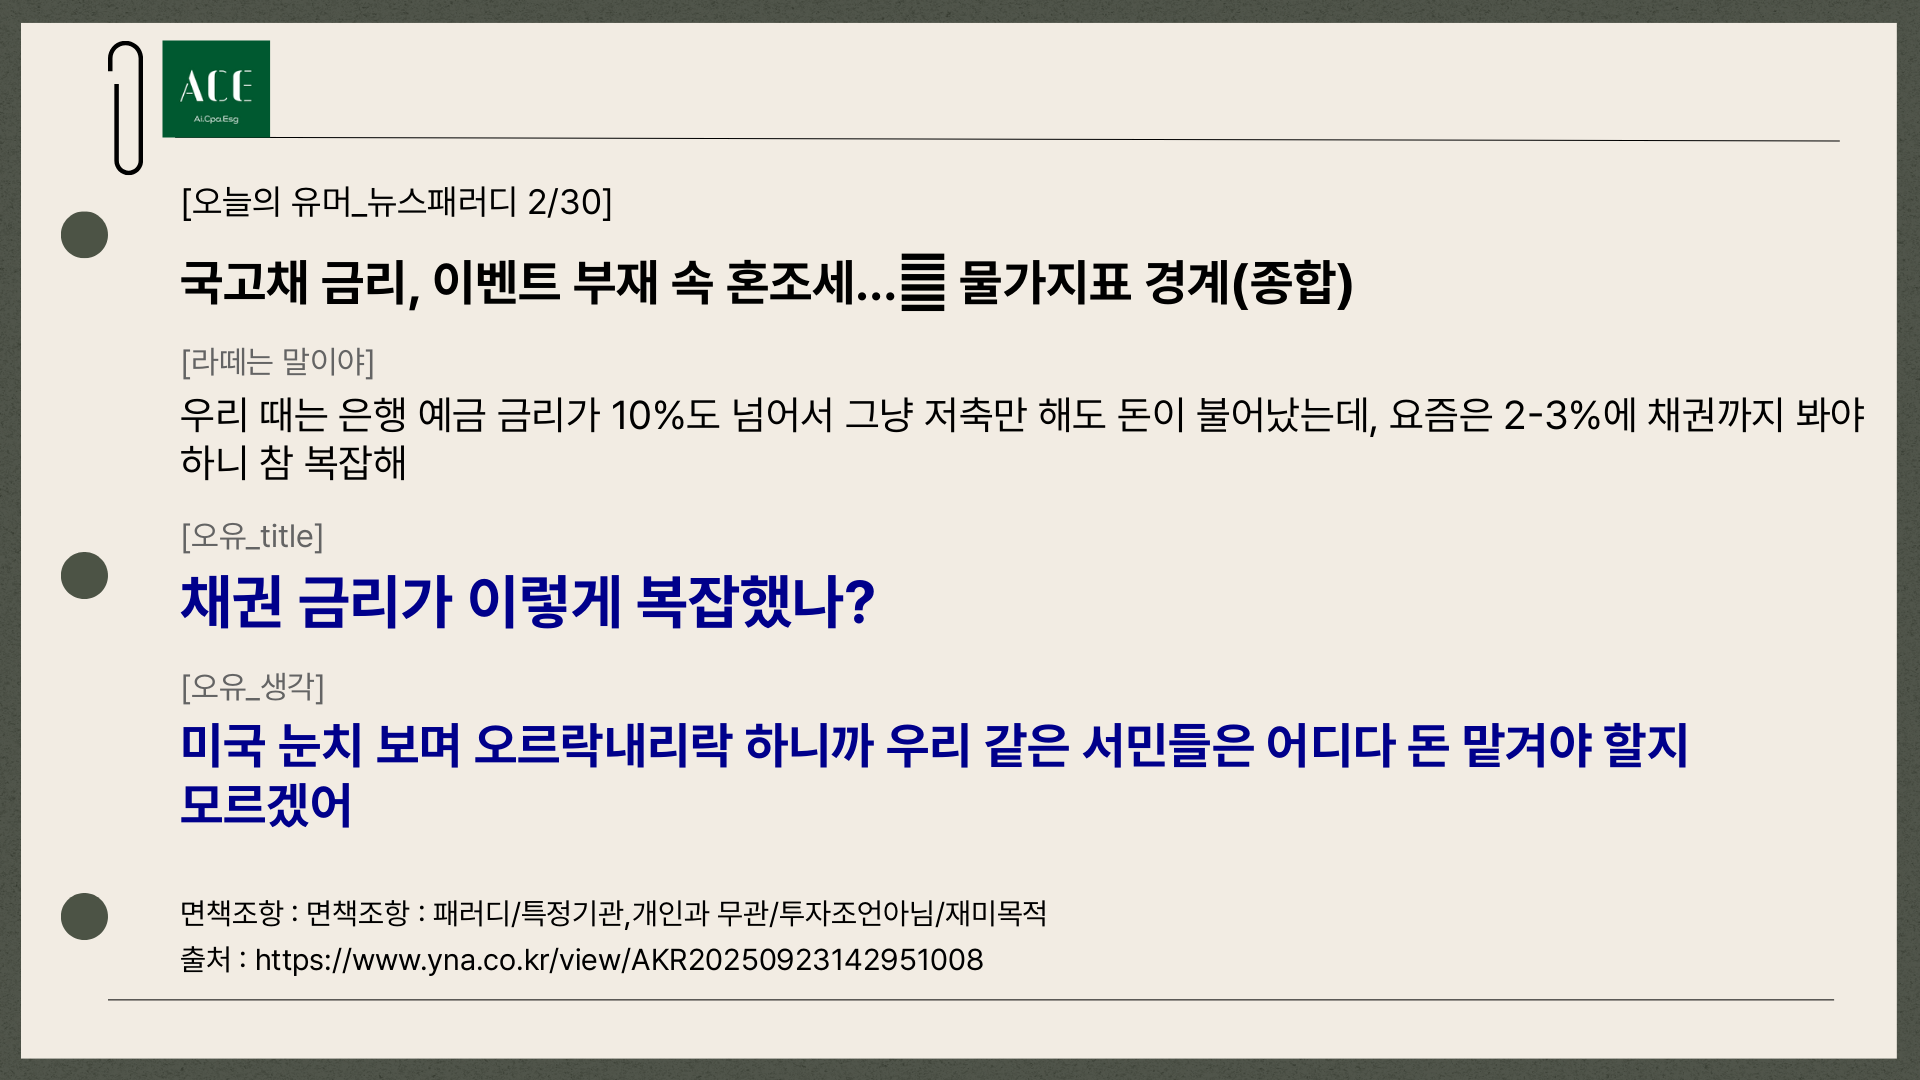 ACE
Ai.Cpa.Esg
[오늘의 유머_뉴스패러디 2/30]
국고채 금리, 이벤트 부재 속 혼조세… 물가지표 경계(종합)
[라떼는 말이야]
우리 때는 은행 예금 금리가 10%도 넘어서 그냥 저축만 해도 돈이 불어났는데, 요즘은 2-3%에 채권까지 봐야
하니 참 복잡해
[오유_title]
채권 금리가 이렇게 복잡했나?
[오유_생각]
미국 눈치 보며 오르락내리락 하니까 우리 같은 서민들은 어디다 돈 맡겨야 할지
모르겠어
면책조항 : 면책조항 : 패러디/특정기관,개인과 무관/투자조언아님/재미목적
출처 : https://www.yna.co.kr/view/AKR20250923142951008